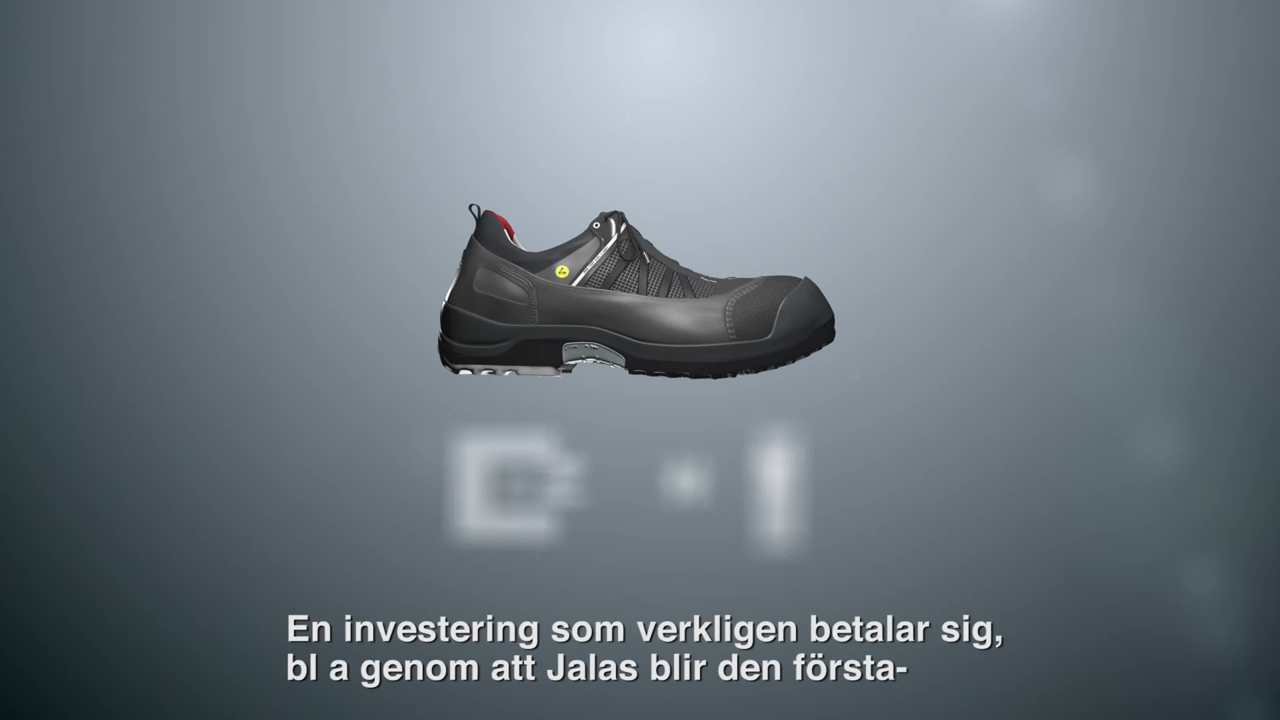 En investering som verkligen betalar sig,
bl a genom att Jalas blir den första-